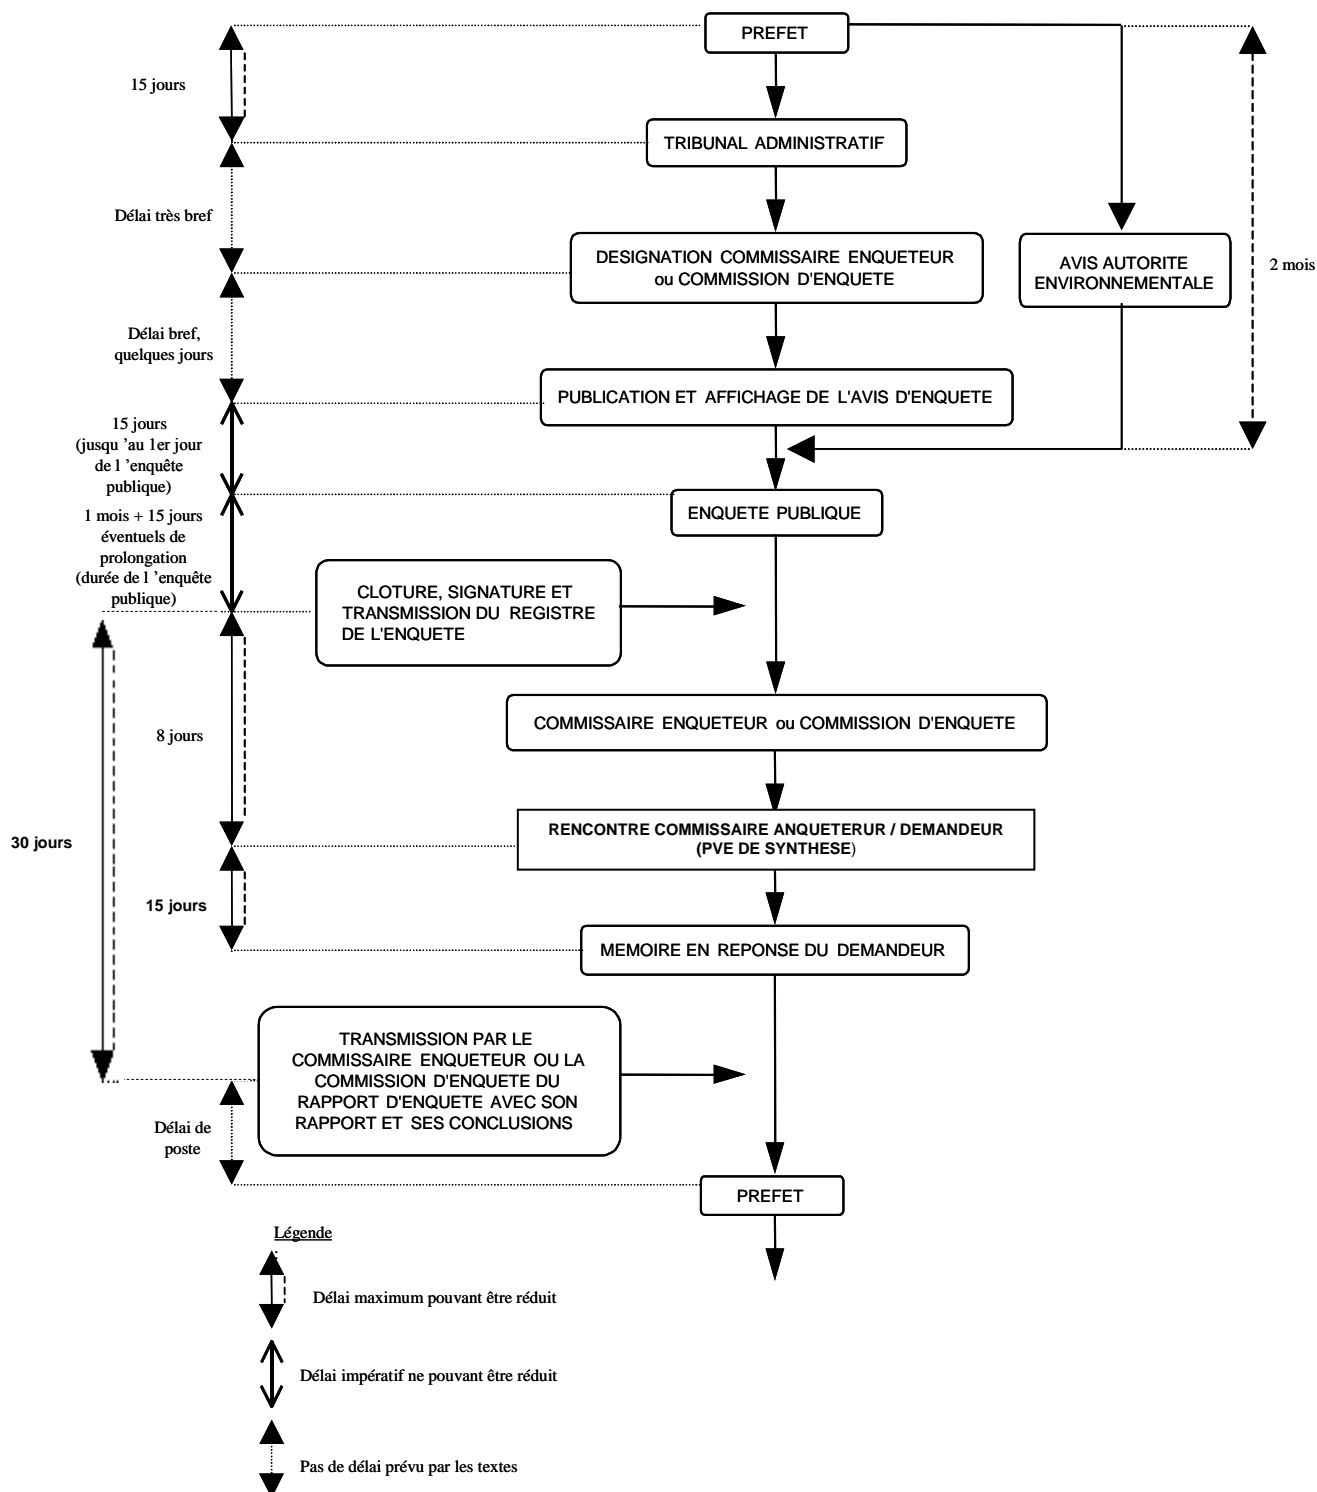 PREFET
15 jours
TRIBUNAL ADMINISTRATIF
Délai très bref
DESIGNATION COMMISSAIRE ENQUETEUR
ou COMMISSION D'ENQUETE
AVIS AUTORITE
ENVIRONNEMENTALE
2 mois
Délai bref,
quelques jours
PUBLICATION ET AFFICHAGE DE L'AVIS D'ENQUETE
15 jours
(jusqu 'au 1er jour
de l 'enquête
publique)
ENQUETE PUBLIQUE
1 mois + 15 jours
éventuels de
prolongation
(durée de l 'enquête
publique)
CLOTURE, SIGNATURE ET
TRANSMISSION DU REGISTRE
DE L'ENQUETE
COMMISSAIRE ENQUETEUR ou COMMISSION D'ENQUETE
8 jours
RENCONTRE COMMISSAIRE ANQUETERUR / DEMANDEUR
(PVE DE SYNTHESE)
30 jours
15 jours
MEMOIRE EN REPONSE DU DEMANDEUR
TRANSMISSION PAR LE
COMMISSAIRE ENQUETEUR OU LA
COMMISSION D'ENQUETE DU
RAPPORT D'ENQUETE AVEC SON
RAPPORT ET SES CONCLUSIONS
Délai de
poste
PREFET
Légende
Délai maximum pouvant être réduit
Délai impératif ne pouvant être réduit
Pas de délai prévu par les textes